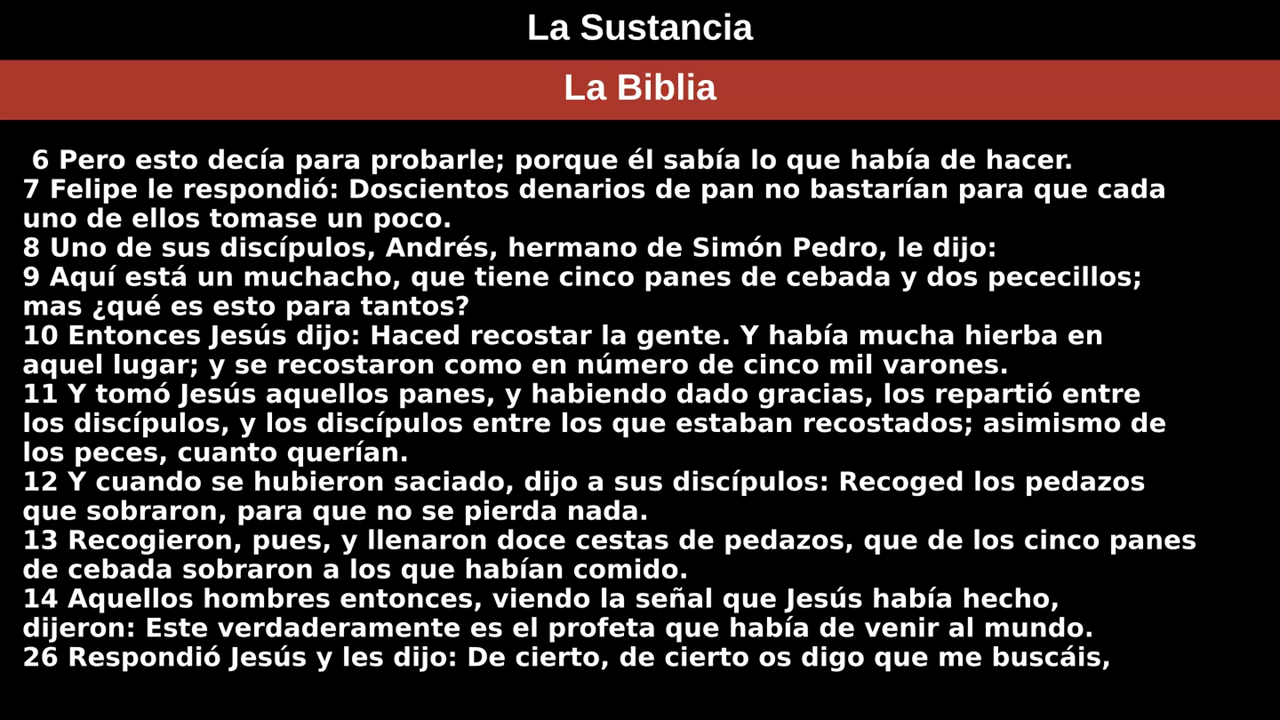 La Sustancia
La Biblia
6 Pero esto decía para probarle; porque él sabía lo que había de hacer.
7 Felipe le respondió: Doscientos denarios de pan no bastarían para que cada
uno de ellos tomase un poco.
8 Uno de sus discípulos, Andrés, hermano de Simón Pedro, le dijo:
9 Aquí está un muchacho, que tiene cinco panes de cebada y dos pececillos;
mas ¿qué es esto para tantos?
10 Entonces Jesús dijo: Haced recostar la gente. Y había mucha hierba en
aquel lugar; y se recostaron como en número de cinco mil varones.
11 Y tomó Jesús aquellos panes, y habiendo dado gracias, los repartió entre
los discípulos, y los discípulos entre los que estaban recostados; asimismo de
los peces, cuanto querían.
12 Y cuando se hubieron saciado, dijo a sus discípulos: Recoged los pedazos
que sobraron, para que no se pierda nada.
13 Recogieron, pues, y llenaron doce cestas de pedazos, que de los cinco panes
de cebada sobraron a los que habían comido.
14 Aquellos hombres entonces, viendo la señal que Jesús había hecho,
dijeron: Este verdaderamente es el profeta que había de venir al mundo.
26 Respondió Jesús y les dijo: De cierto, de cierto os digo que me buscáis,